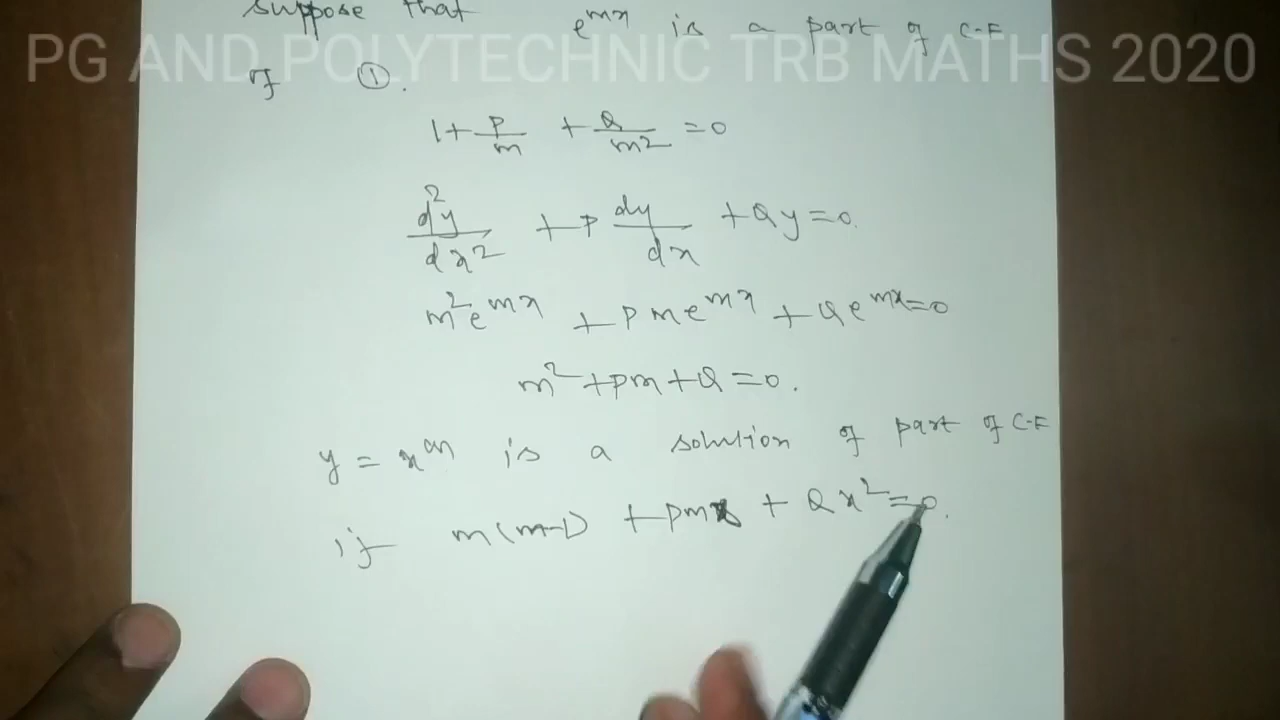 suppose that e^{mx} is a part of C-F
PG AND POLYTECHNIC TRB MATHS 2020
of ①.
1 + P/m + Q/m² = 0
d²y/dx² + P dy/dx + Qy = 0.
m²e^{mx} + Pme^{mx} + Qe^{mx} = 0
m² + pm + Q = 0.
y = x^m is a solution of part of C-F
if m(m-1) + pmx + Qx² = 0.